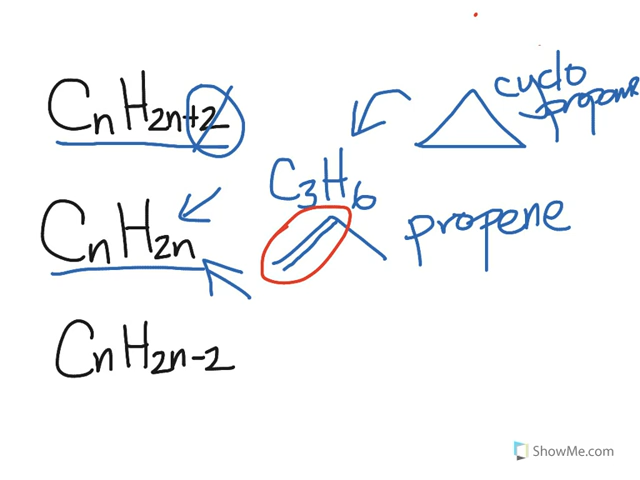 CnH2n+2
cyclo
propane
C3H6
CnH2n
propene
CnH2n-2
ShowMe.com